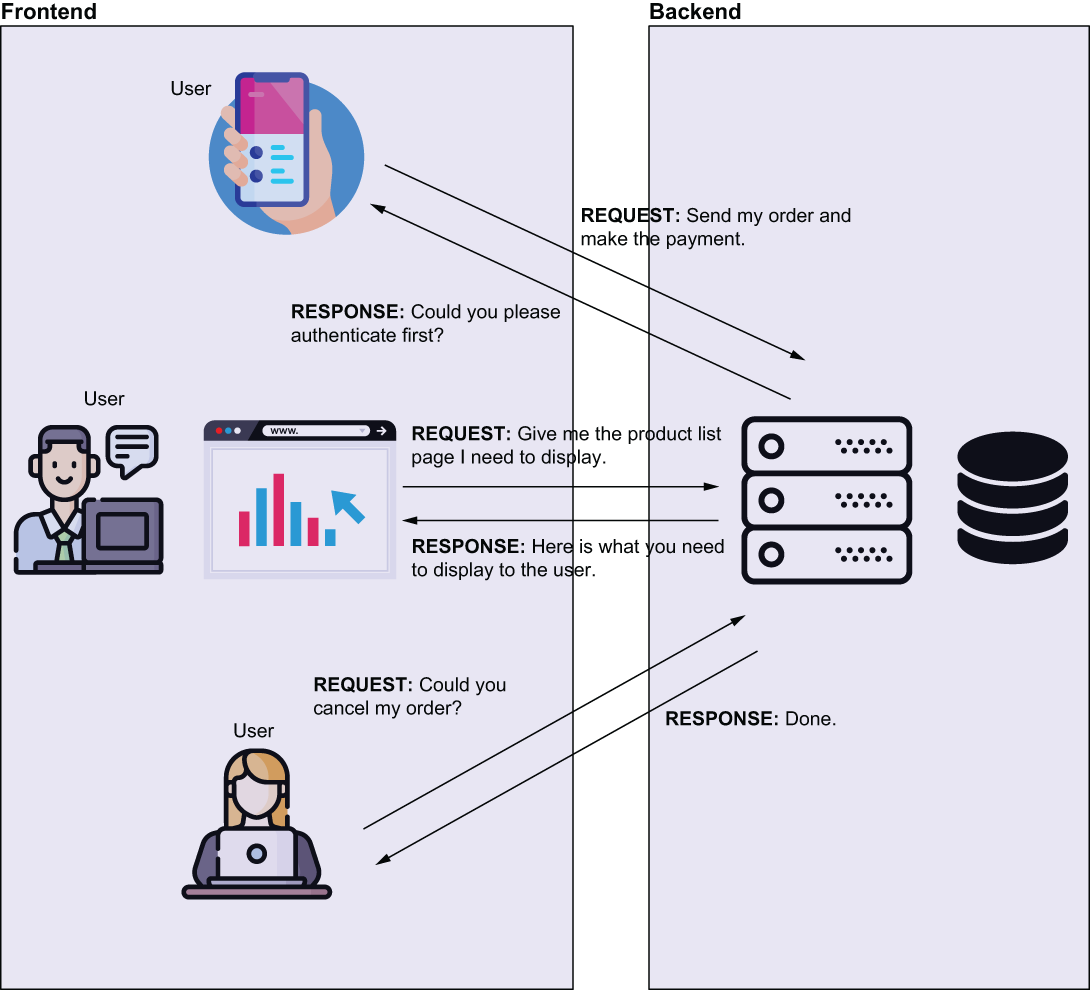 Frontend
Backend
User
REQUEST: Send my order and
make the payment.
RESPONSE: Could you please
authenticate first?
User
www.
REQUEST: Give me the product list
page I need to display.
RESPONSE: Here is what you need
to display to the user.
REQUEST: Could you
cancel my order?
RESPONSE: Done.
User